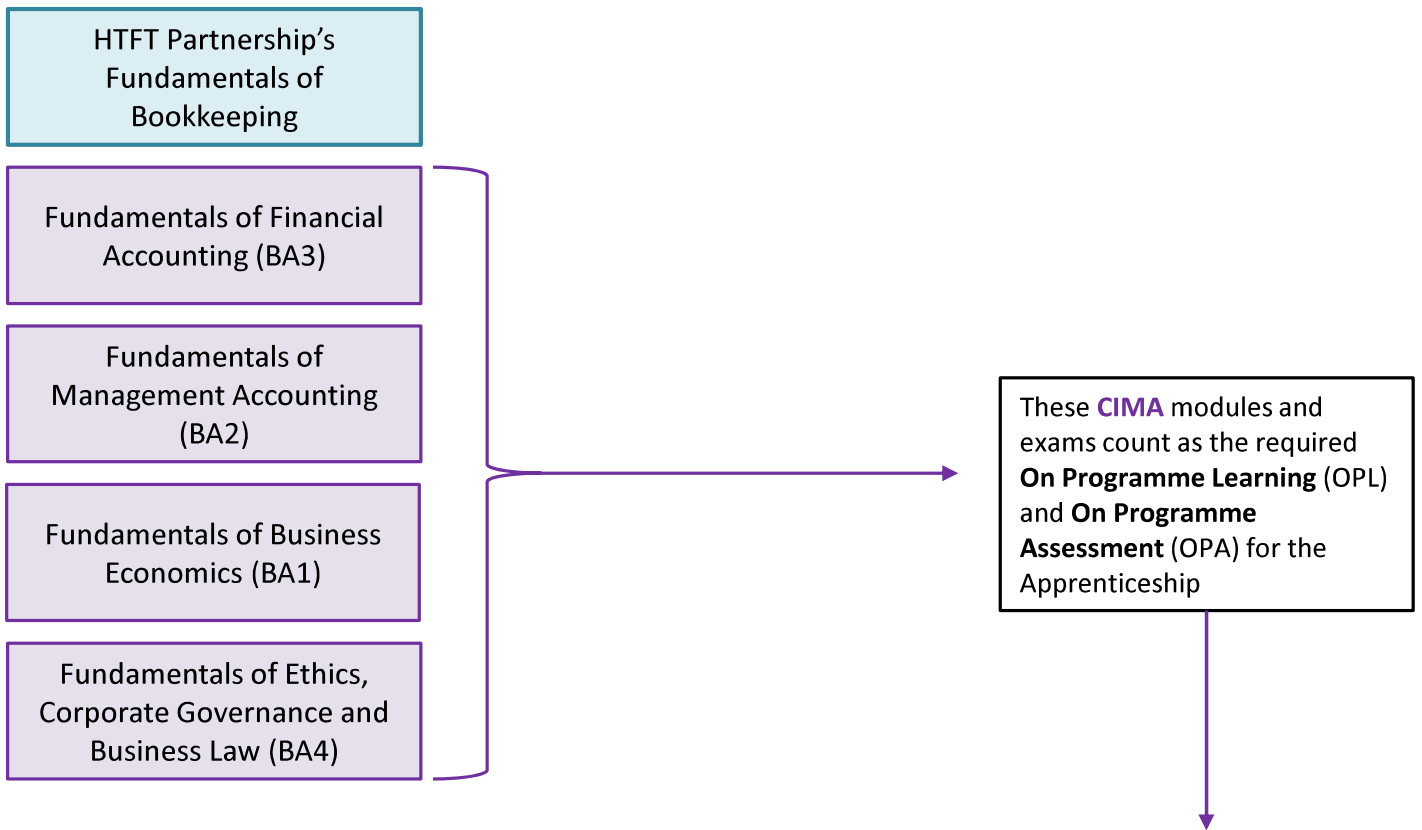 HTFT Partnership’s
Fundamentals of
Bookkeeping
Fundamentals of Financial
Accounting (BA3)
Fundamentals of
Management Accounting
(BA2)
Fundamentals of Business
Economics (BA1)
Fundamentals of Ethics,
Corporate Governance and
Business Law (BA4)
These CIMA modules and
exams count as the required
On Programme Learning (OPL)
and On Programme
Assessment (OPA) for the
Apprenticeship